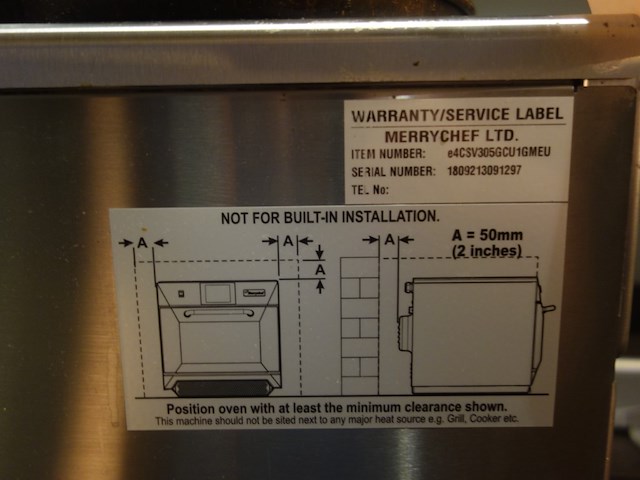 WARRANTY/SERVICE LABEL
MERRYCHEF LTD.
ITEM NUMBER: e4CSV305GCU1GMEU
SERIAL NUMBER: 1809213091297
TEL No:
NOT FOR BUILT-IN INSTALLATION.
A A A A = 50mm
(2 inches)
A
Position oven with at least the minimum clearance shown.
This machine should not be sited next to any major heat source e.g. Grill, Cooker etc.